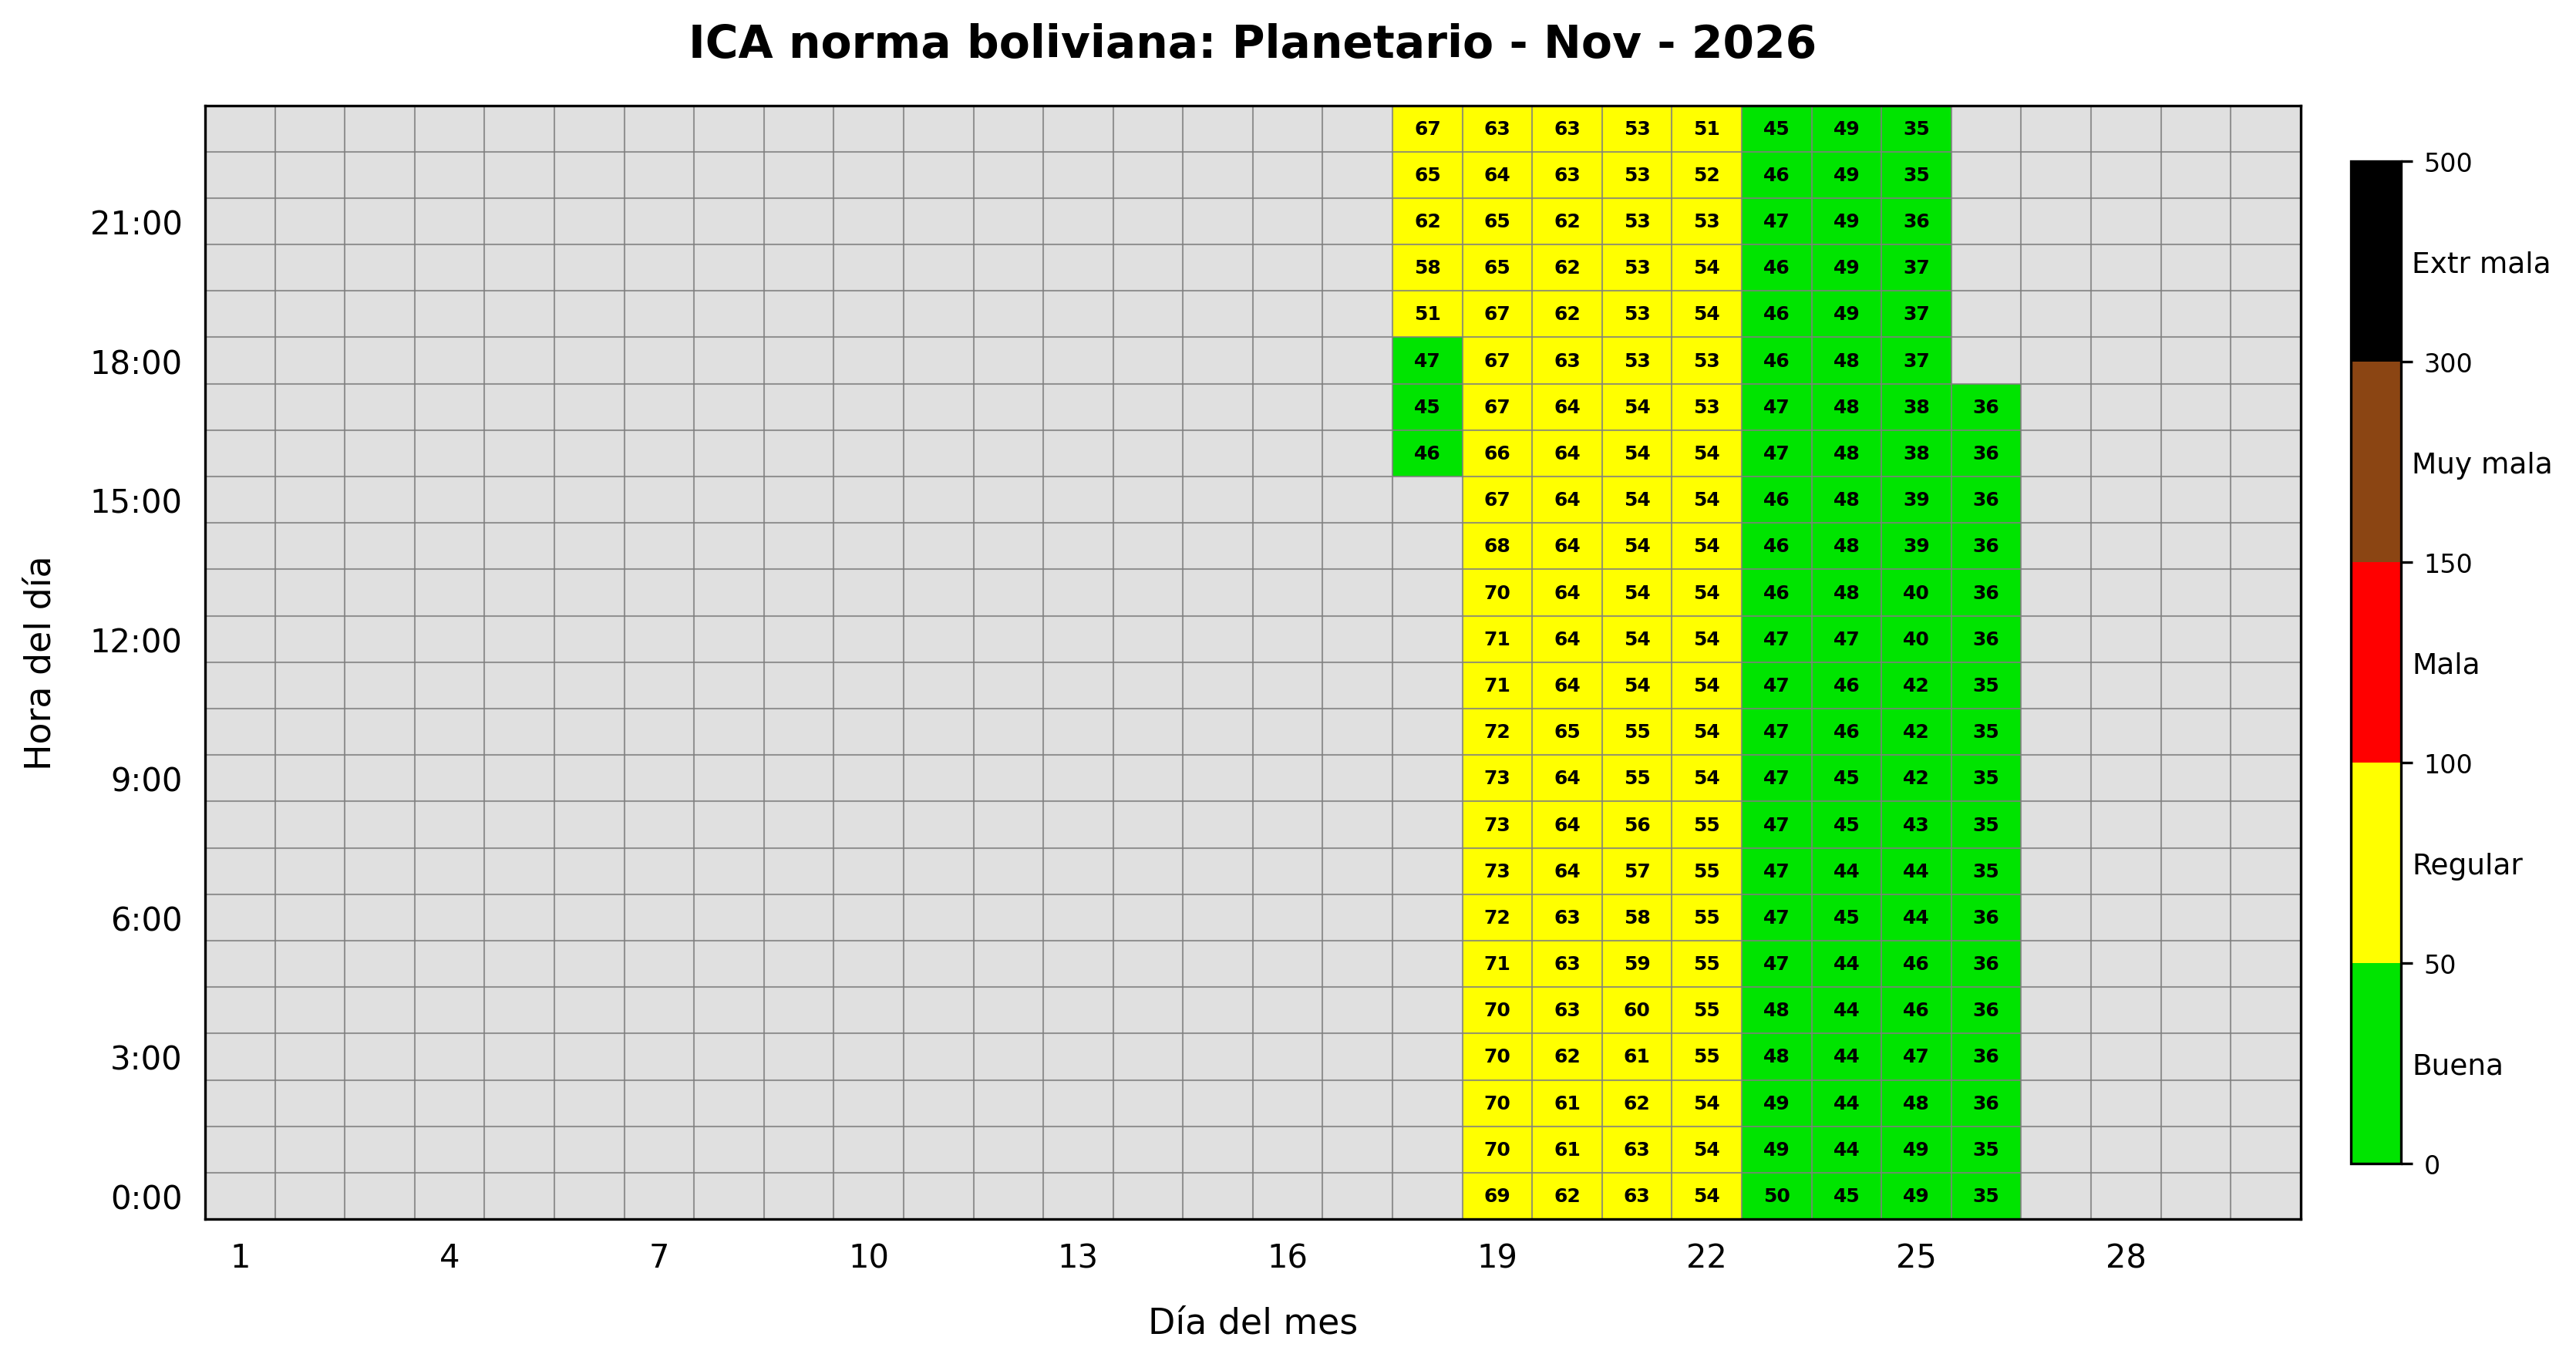 ICA norma boliviana: Planetario - Nov - 2026
67 63 63 53 51 45 49 35
65 64 63 53 52 46 49 35
21:00 62 65 62 53 53 47 49 36
58 65 62 53 54 46 49 37
51 67 62 53 54 46 49 37
18:00 47 67 63 53 53 46 48 37
45 67 64 54 53 47 48 38 36
46 66 64 54 54 47 48 38 36
15:00 67 64 54 54 46 48 39 36
68 64 54 54 46 48 39 36
70 64 54 54 46 48 40 36
12:00 71 64 54 54 47 47 40 36
71 64 54 54 47 46 42 35
72 65 55 54 47 46 42 35
9:00 73 64 55 54 47 45 42 35
73 64 56 55 47 45 43 35
73 64 57 55 47 44 44 35
6:00 72 63 58 55 47 45 44 36
71 63 59 55 47 44 46 36
70 63 60 55 48 44 46 36
3:00 70 62 61 55 48 44 47 36
70 61 62 54 49 44 48 36
70 61 63 54 49 44 49 35
0:00 69 62 63 54 50 45 49 35
1 4 7 10 13 16 19 22 25 28
Día del mes
Hora del día
500
Extr mala
300
Muy mala
150
Mala
100
Regular
50
Buena
0